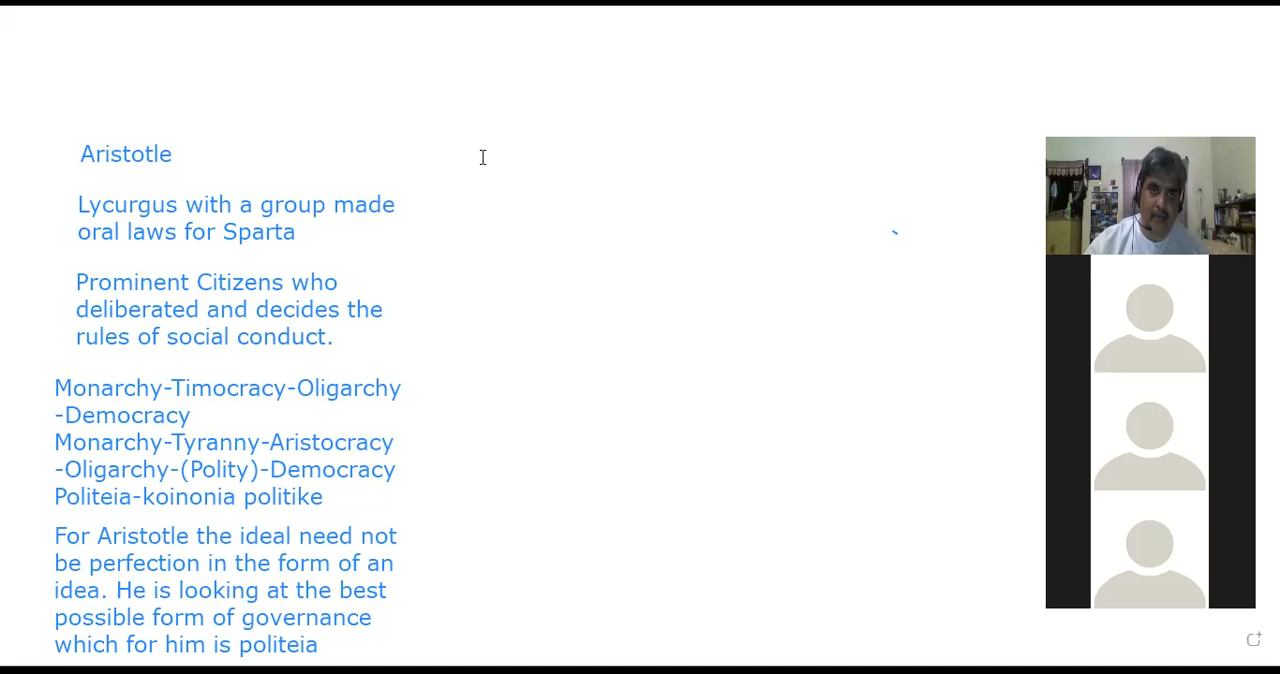 Aristotle
Lycurgus with a group made
oral laws for Sparta
Prominent Citizens who
deliberated and decides the
rules of social conduct.
Monarchy-Timocracy-Oligarchy
-Democracy
Monarchy-Tyranny-Aristocracy
-Oligarchy-(Polity)-Democracy
Politeia-koinonia politike
For Aristotle the ideal need not
be perfection in the form of an
idea. He is looking at the best
possible form of governance
which for him is politeia